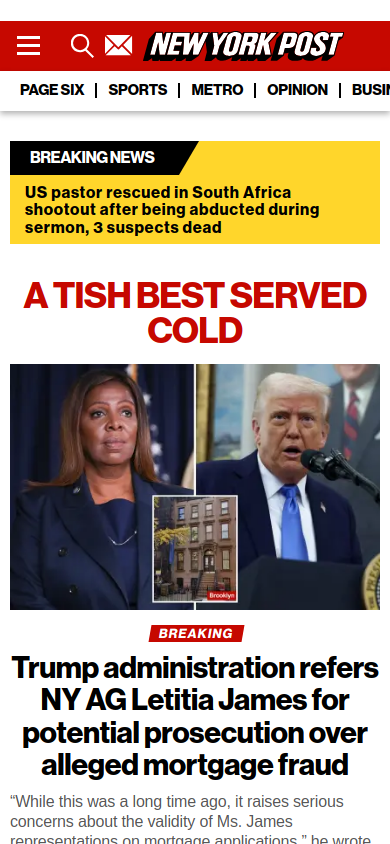 NEW YORK POST
PAGE SIX
SPORTS
METRO
OPINION
BUSIN
BREAKING NEWS
US pastor rescued in South Africa
shootout after being abducted during
sermon, 3 suspects dead
A TISH BEST SERVED
COLD
Brooklyn
BREAKING
Trump administration refers
NY AG Letitia James for
potential prosecution over
alleged mortgage fraud
“While this was a long time ago, it raises serious
concerns about the validity of Ms. James
representations on mortgage applications,” he wrote